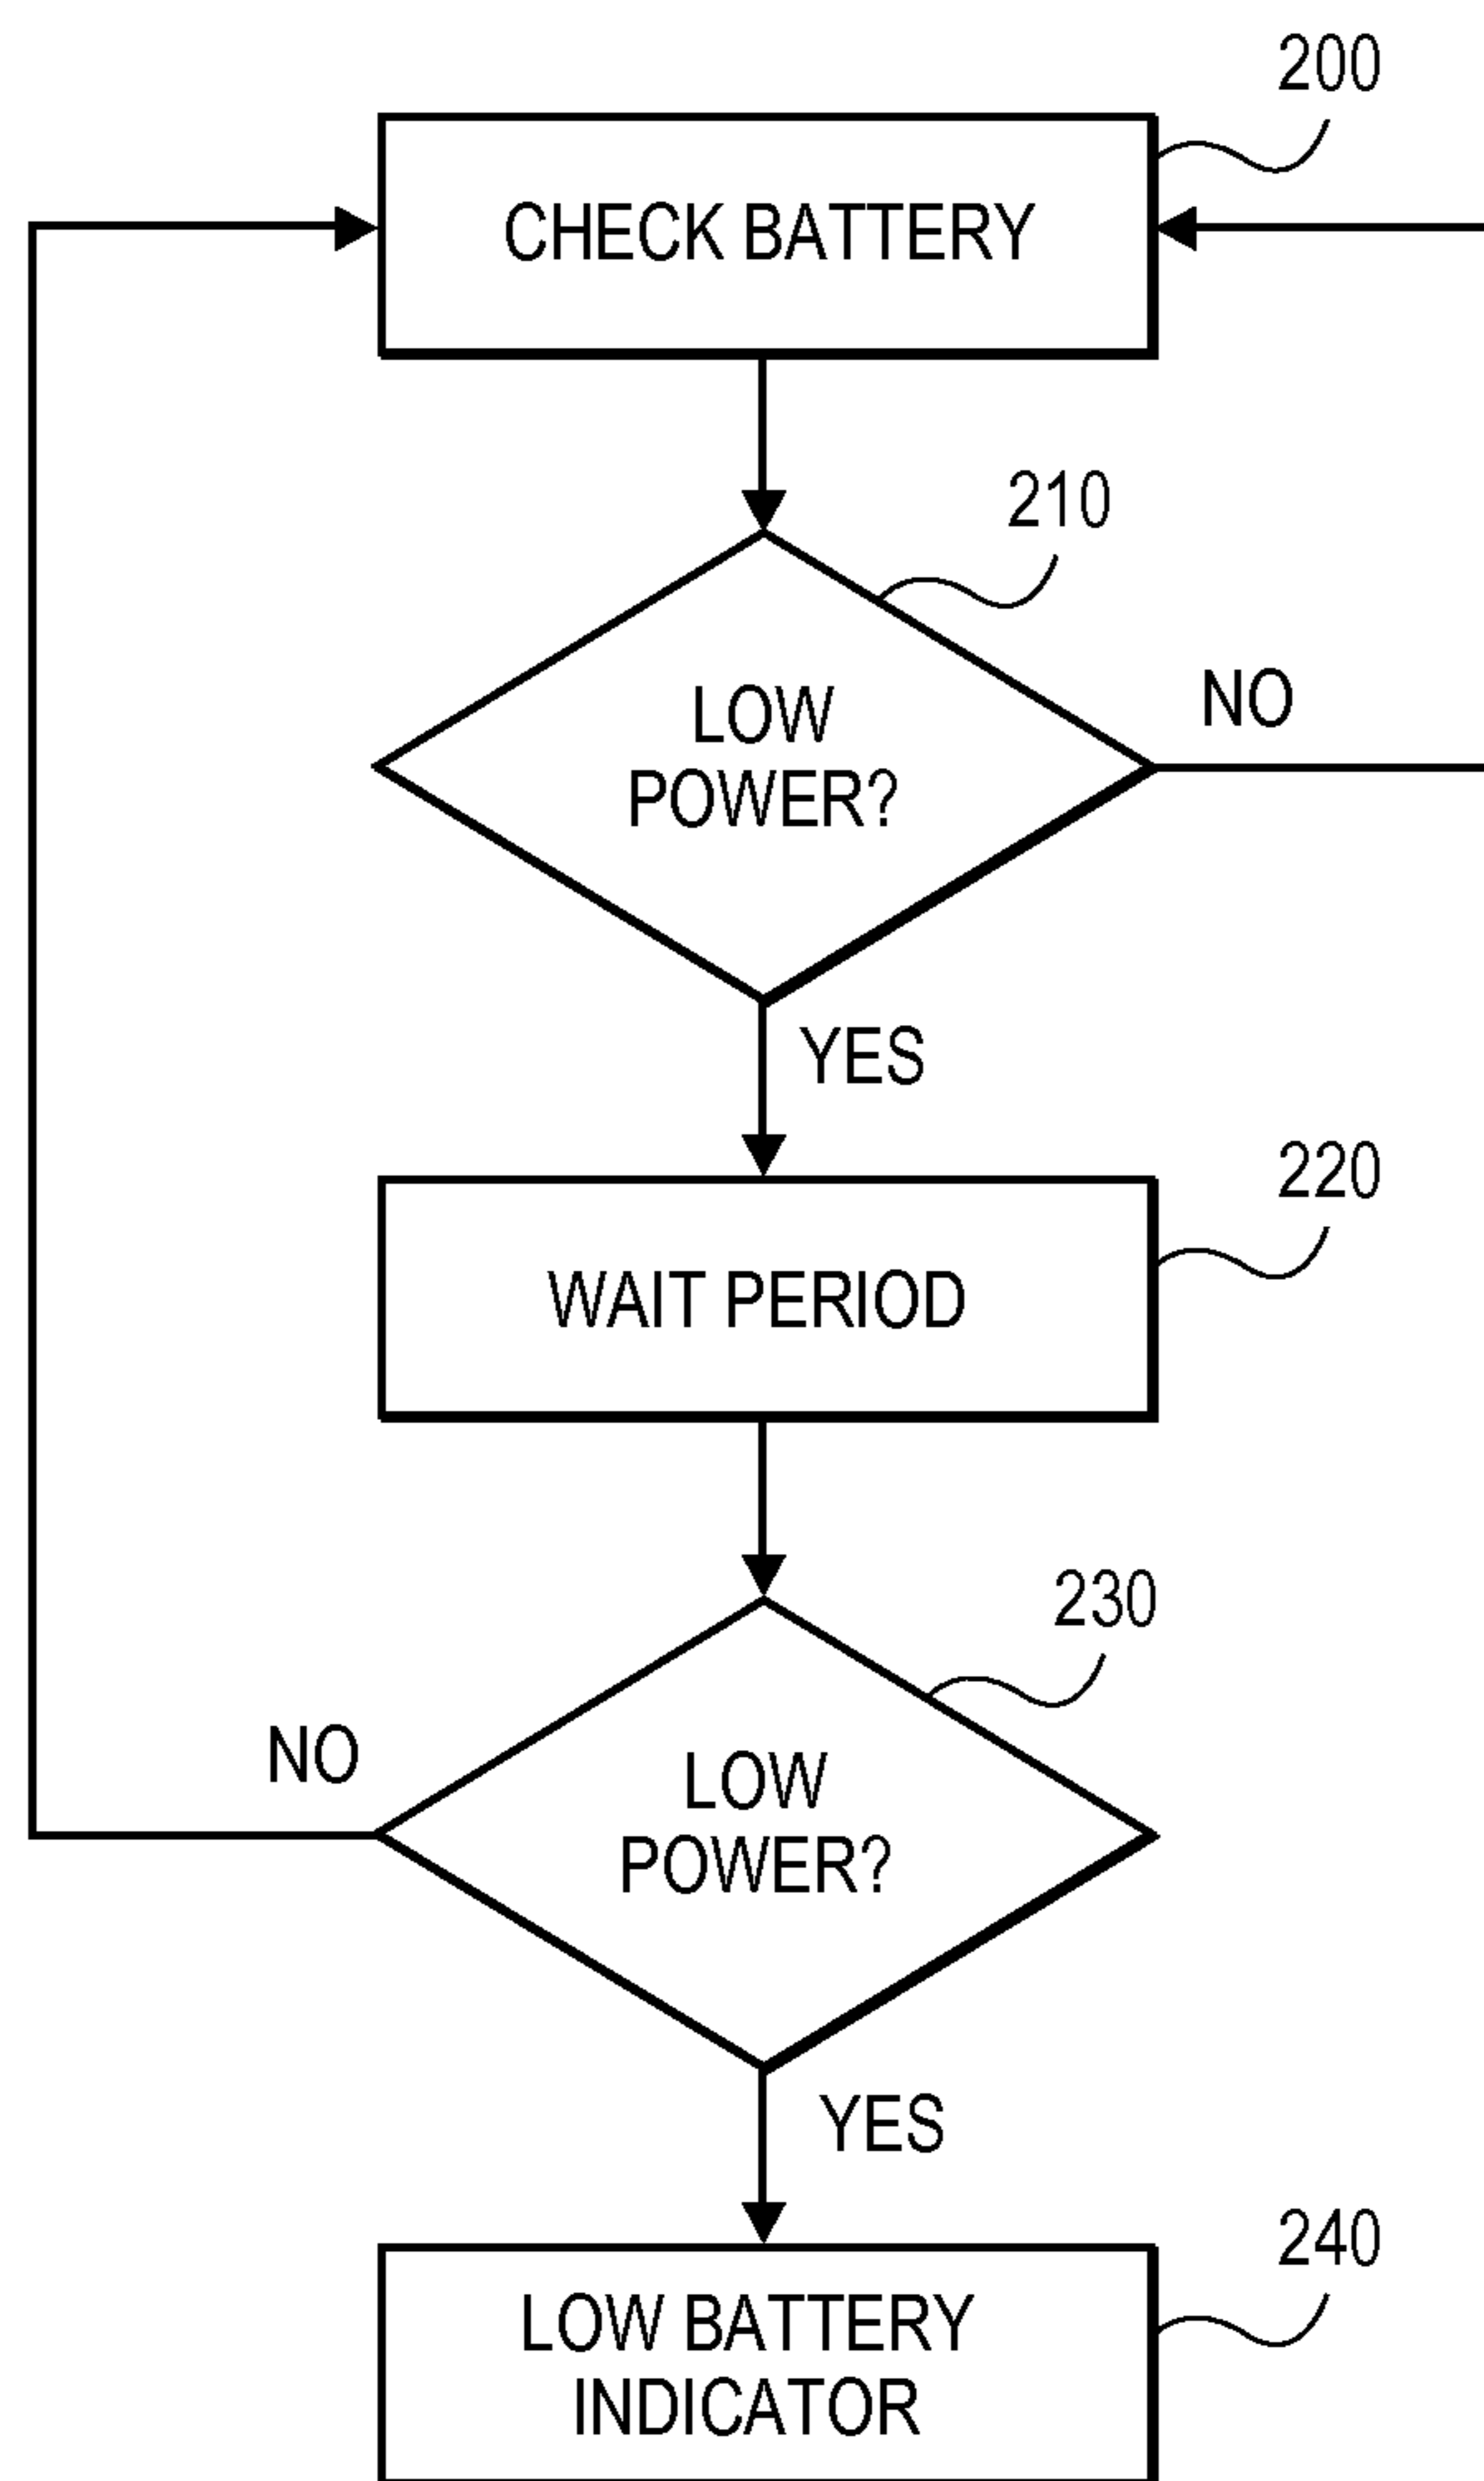 200
CHECK BATTERY
210
LOW
POWER?
NO
YES
220
WAIT PERIOD
230
NO
LOW
POWER?
YES
240
LOW BATTERY
INDICATOR